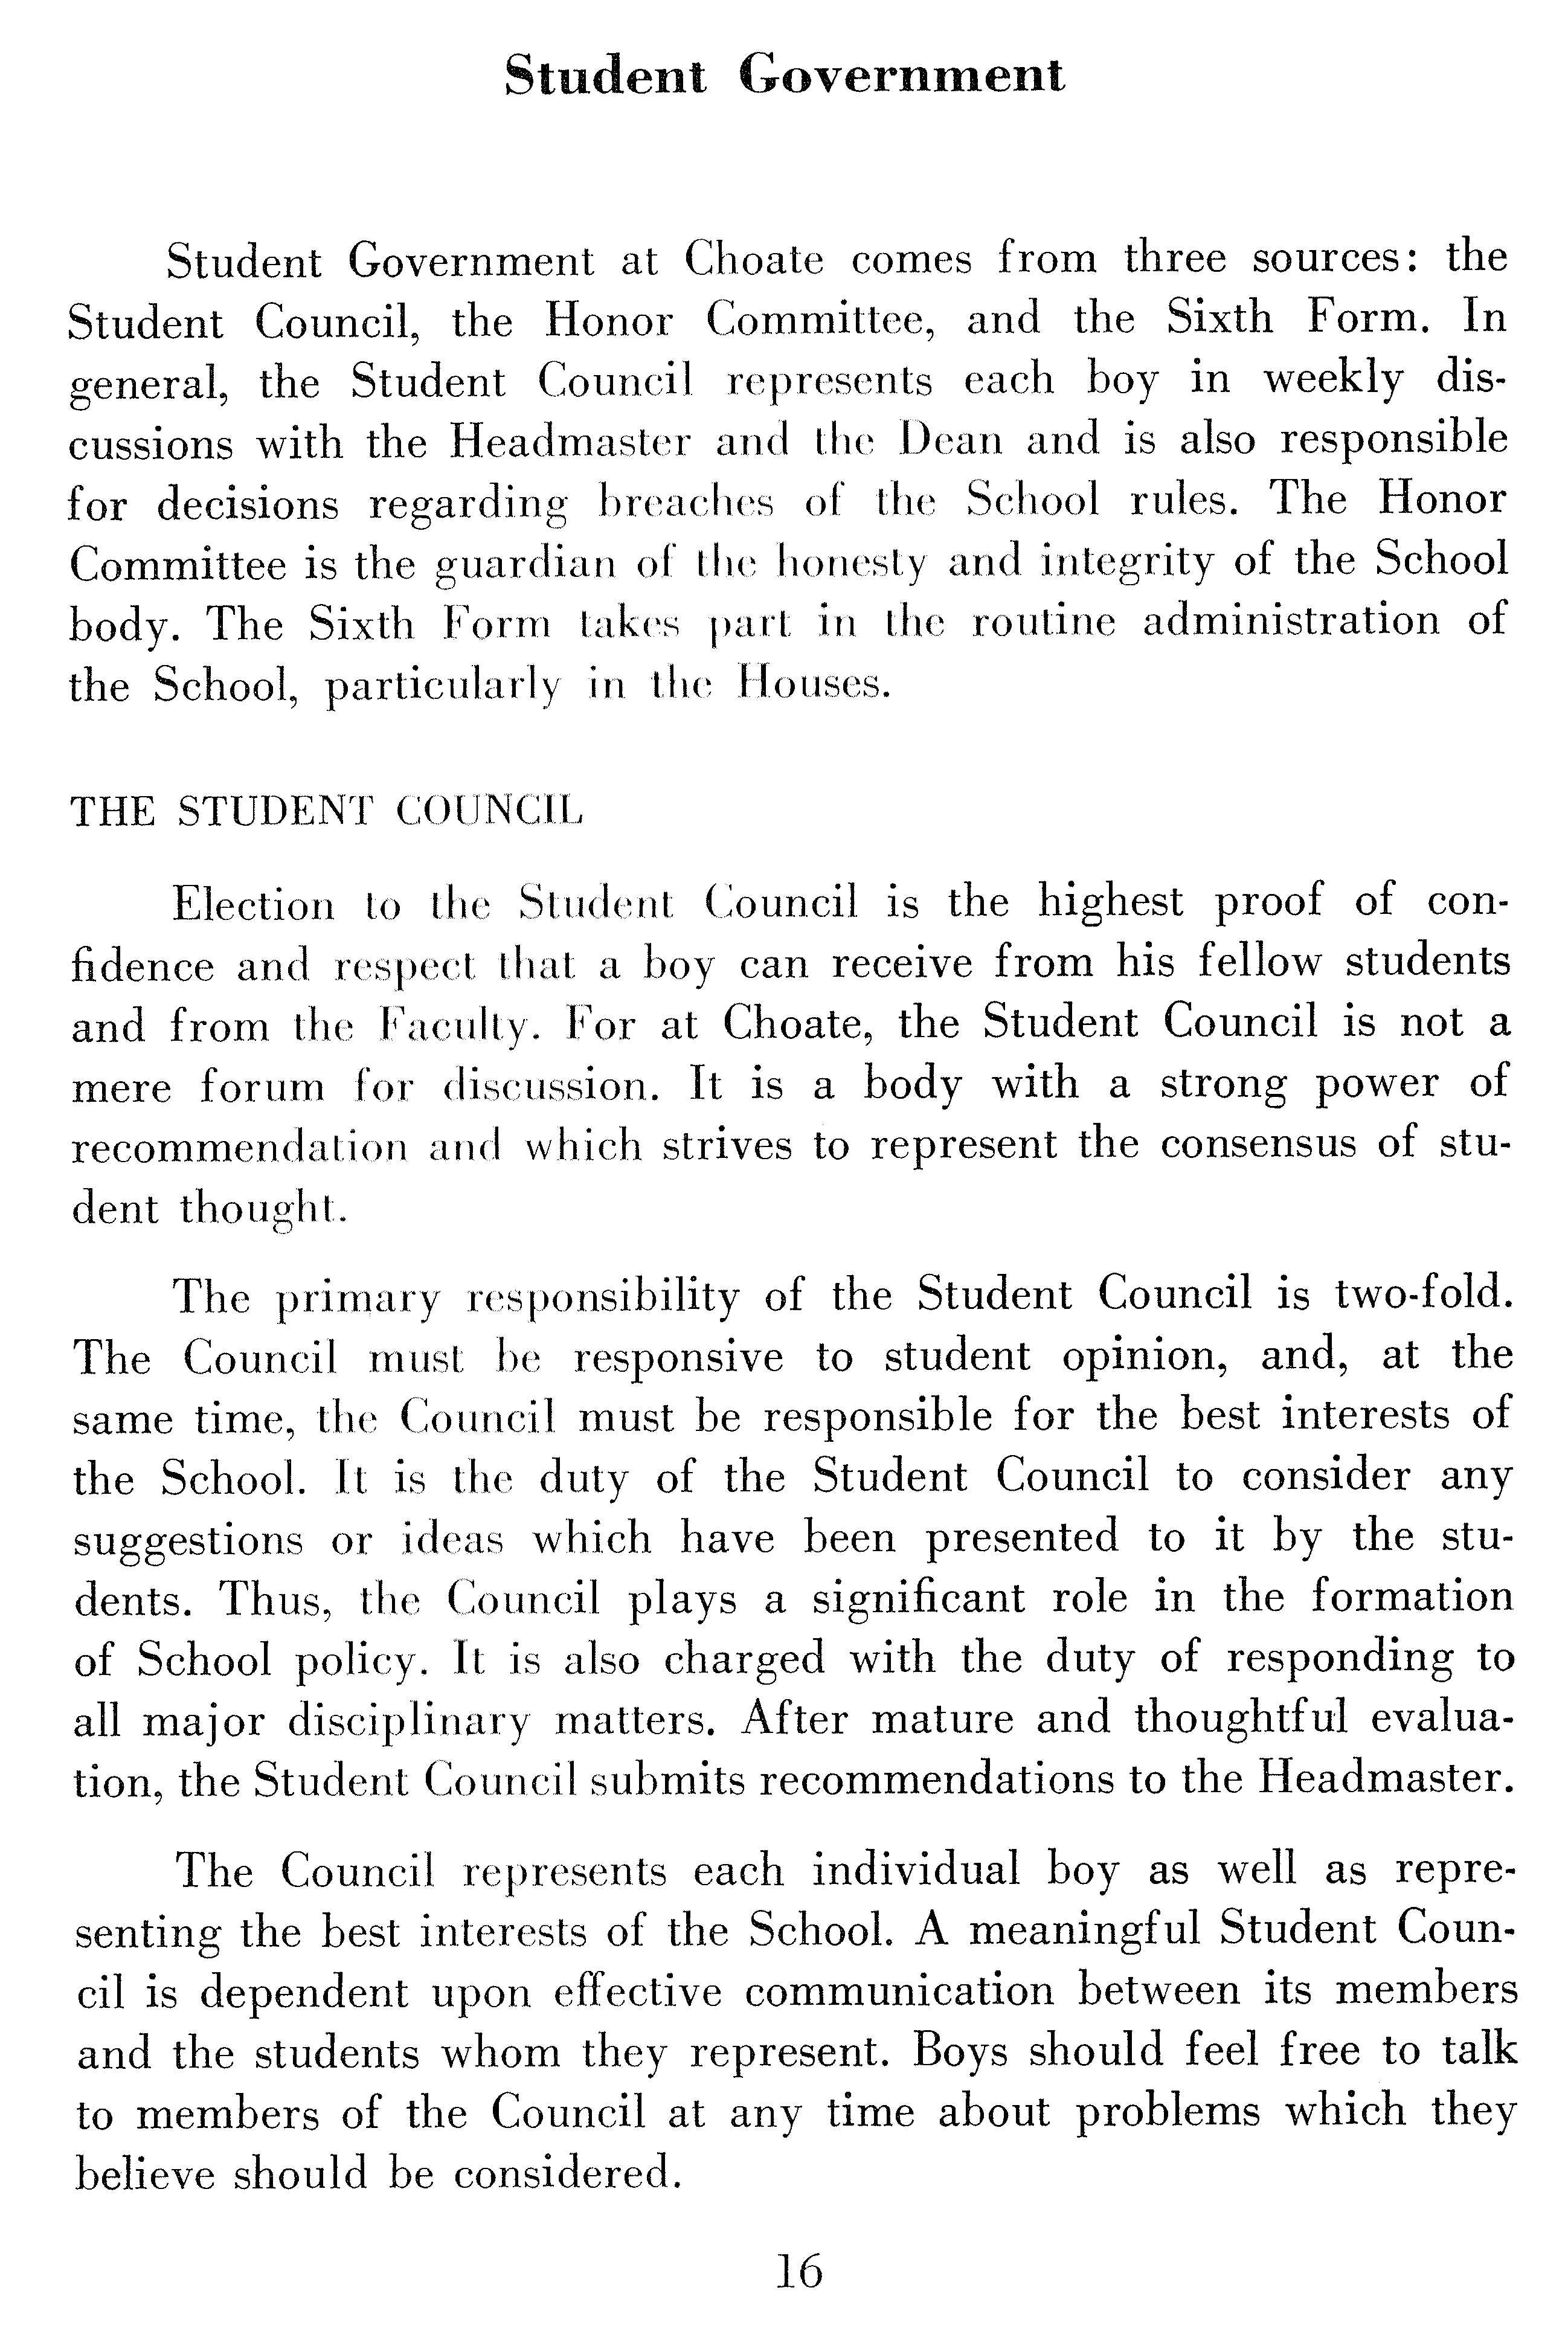 Student Government
Student Government at Choate comes from three sources: the
Student Council, the Honor Committee, and the Sixth Form. In
general, the Student Council represents each boy in weekly dis-
cussions with the Headmaster and the Dean and is also responsible
for decisions regarding breaches of the School rules. The Honor
Committee is the guardian of the honesty and integrity of the School
body. The Sixth Form takes part in the routine administration of
the School, particularly in the Houses.
THE STUDENT COUNCIL
Election to the Student Council is the highest proof of con-
fidence and respect that a boy can receive from his fellow students
and from the Faculty. For at Choate, the Student Council is not a
mere forum for discussion. It is a body with a strong power of
recommendation and which strives to represent the consensus of stu-
dent thought.
The primary responsibility of the Student Council is two-fold.
The Council must be responsive to student opinion, and, at the
same time, the Council must be responsible for the best interests of
the School. It is the duty of the Student Council to consider any
suggestions or ideas which have been presented to it by the stu-
dents. Thus, the Council plays a significant role in the formation
of School policy. It is also charged with the duty of responding to
all major disciplinary matters. After mature and thoughtful evalua-
tion, the Student Council submits recommendations to the Headmaster.
The Council represents each individual boy as well as repre-
senting the best interests of the School. A meaningful Student Coun-
cil is dependent upon effective communication between its members
and the students whom they represent. Boys should feel free to talk
to members of the Council at any time about problems which they
believe should be considered.
16